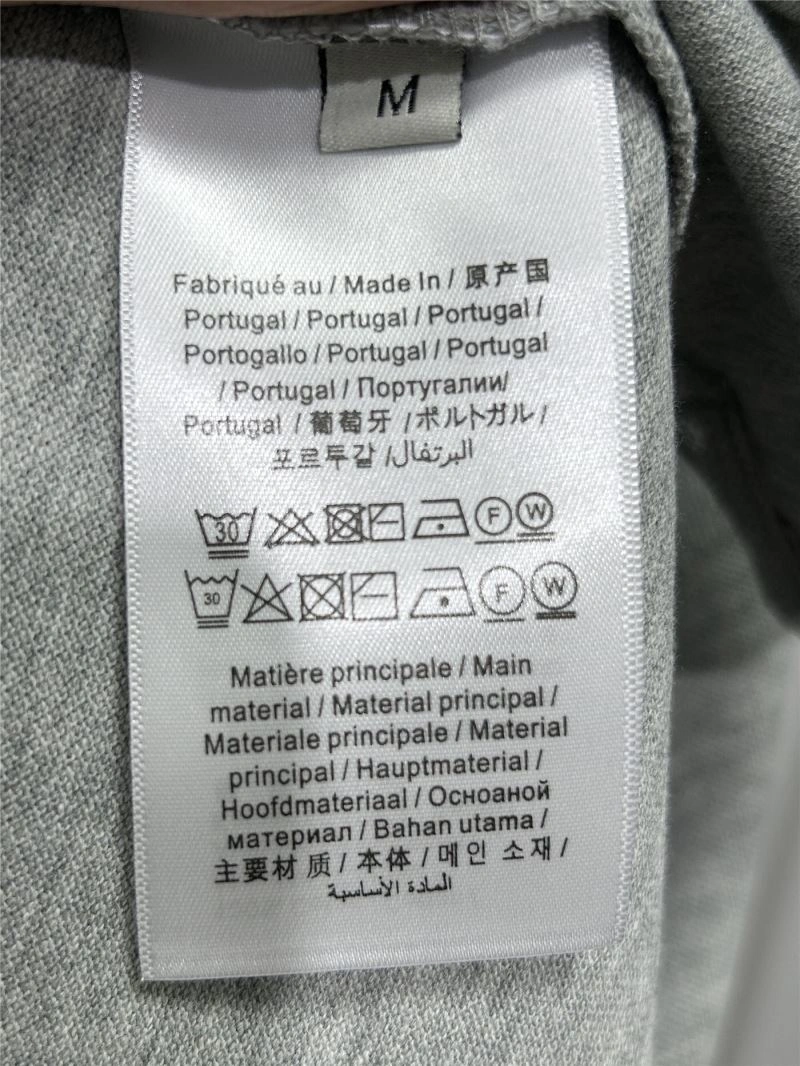 M
Fabriqué au / Made In / 原产国
Portugal / Portugal / Portugal /
Portogallo / Portugal / Portugal
/ Portugal / Португалии/
Portugal / 葡萄牙 /ポルトガル /
포르투갈 /البرتغال
30 F W
30 F W
Matière principale / Main
material / Material principal /
Materiale principale / Material
principal / Hauptmaterial /
Hoofdmateriaal / Осноаной
материал / Bahan utama /
主要材质 / 本体 / 메인 소재 /
المادة الأساسية